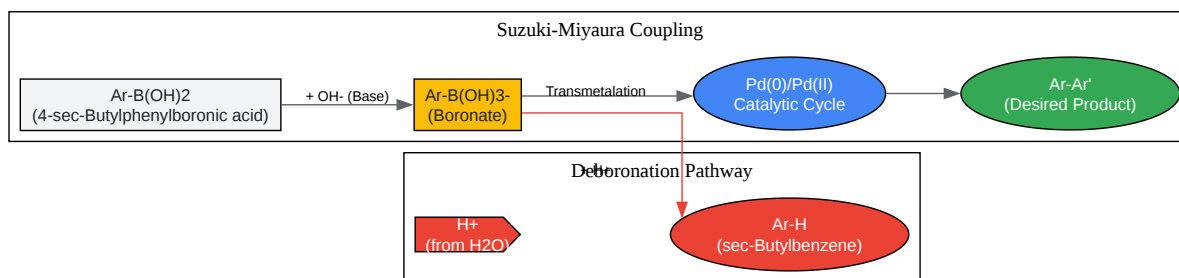 Suzuki-Miyaura Coupling
Ar-B(OH)2
(4-sec-Butylphenylboronic acid)
+ OH- (Base)
Ar-B(OH)3-
(Boronate)
Transmetalation
Pd(0)/Pd(II)
Catalytic Cycle
Ar-Ar'
(Desired Product)
Deboronation Pathway
+ H+
H+
(from H2O)
Ar-H
(sec-Butylbenzene)